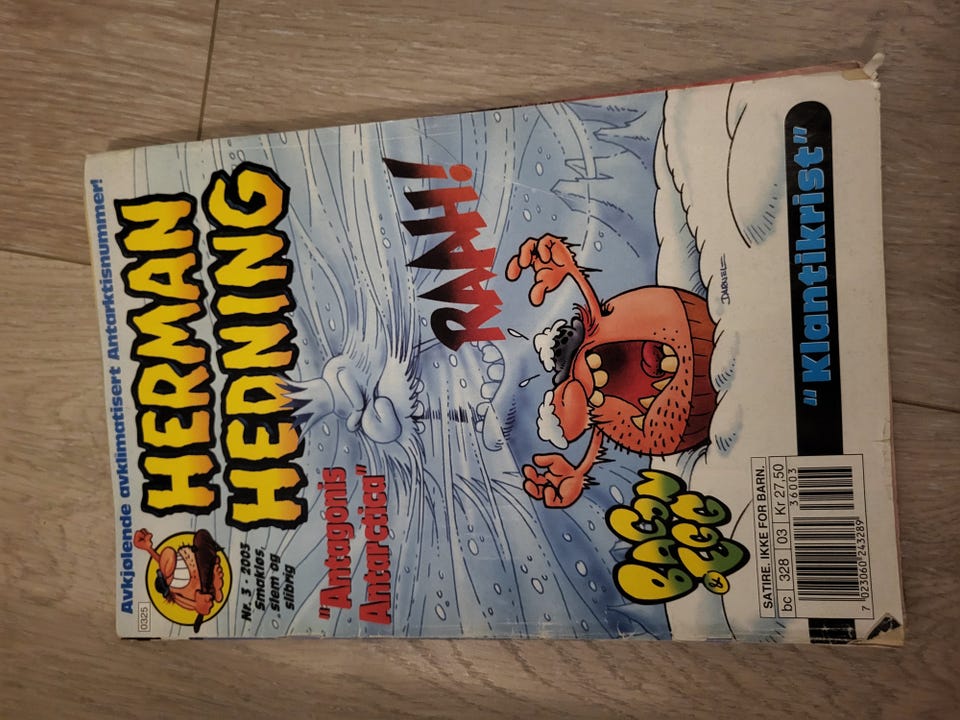 Avkjølende avklimatisert Antarktisnummer!
HERMAN
HEDNING
0325
Nr. 3 · 2003
Smakløs,
slem og
slibrig
"Antagonis
Antarctica"
RAAH!
BACON
& EGG
DARNEL
SATIRE. IKKE FOR BARN.
bc 328 03 Kr 27,50
36003
7 023060 243289
"Klantikrist"